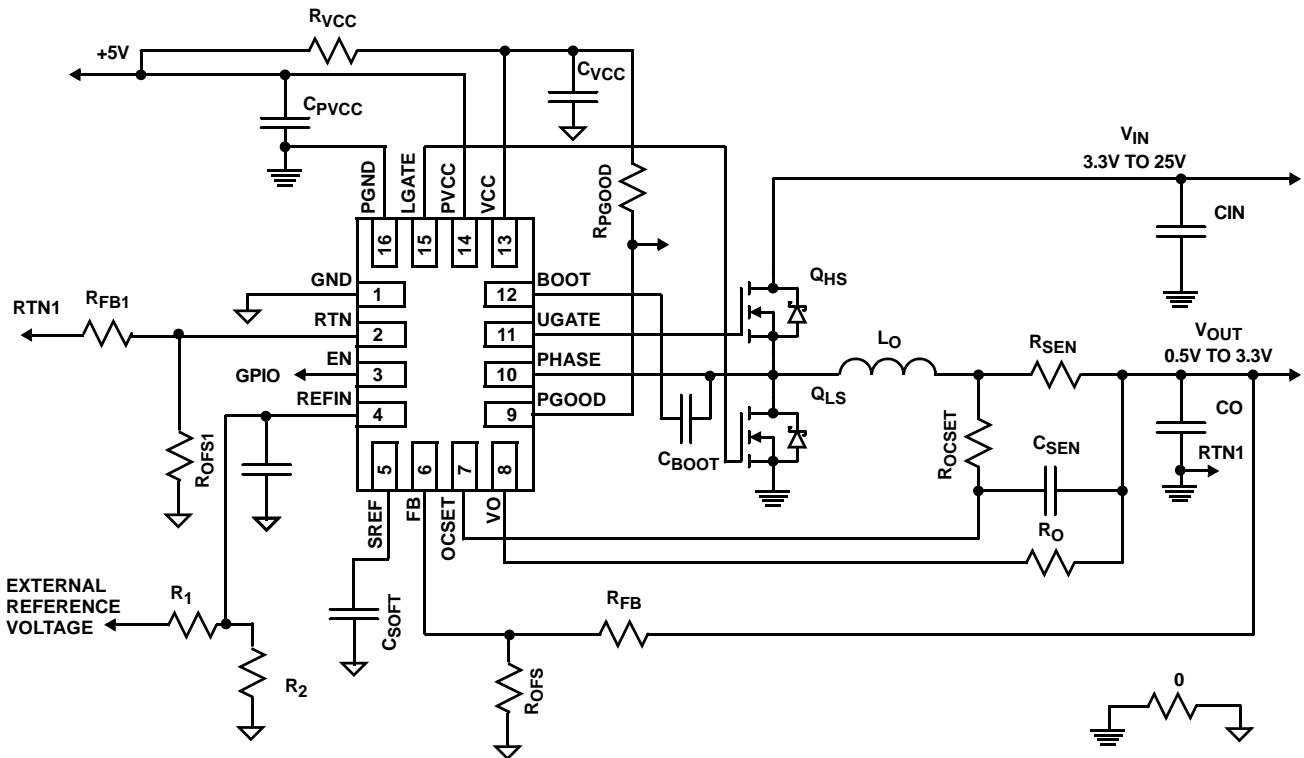 RVCC
+5V
CVCC
CPVCC
VIN
3.3V TO 25V
PGND
LGATE
PVCC
VCC
RPGOOD
CIN
16
15
14
13
GND
1
BOOT
12
QHS
RTN1
RFB1
RTN
2
UGATE
11
VOUT
0.5V TO 3.3V
LO
RSEN
EN
3
PHASE
10
GPIO
QLS
REFIN
4
PGOOD
9
CO
ROCSET
CSEN
RTN1
CBOOT
ROFS1
5
6
7
8
SREF
FB
OCSET
VO
RO
EXTERNAL
REFERENCE
VOLTAGE
R1
CSOFT
RFB
R2
ROFS
0